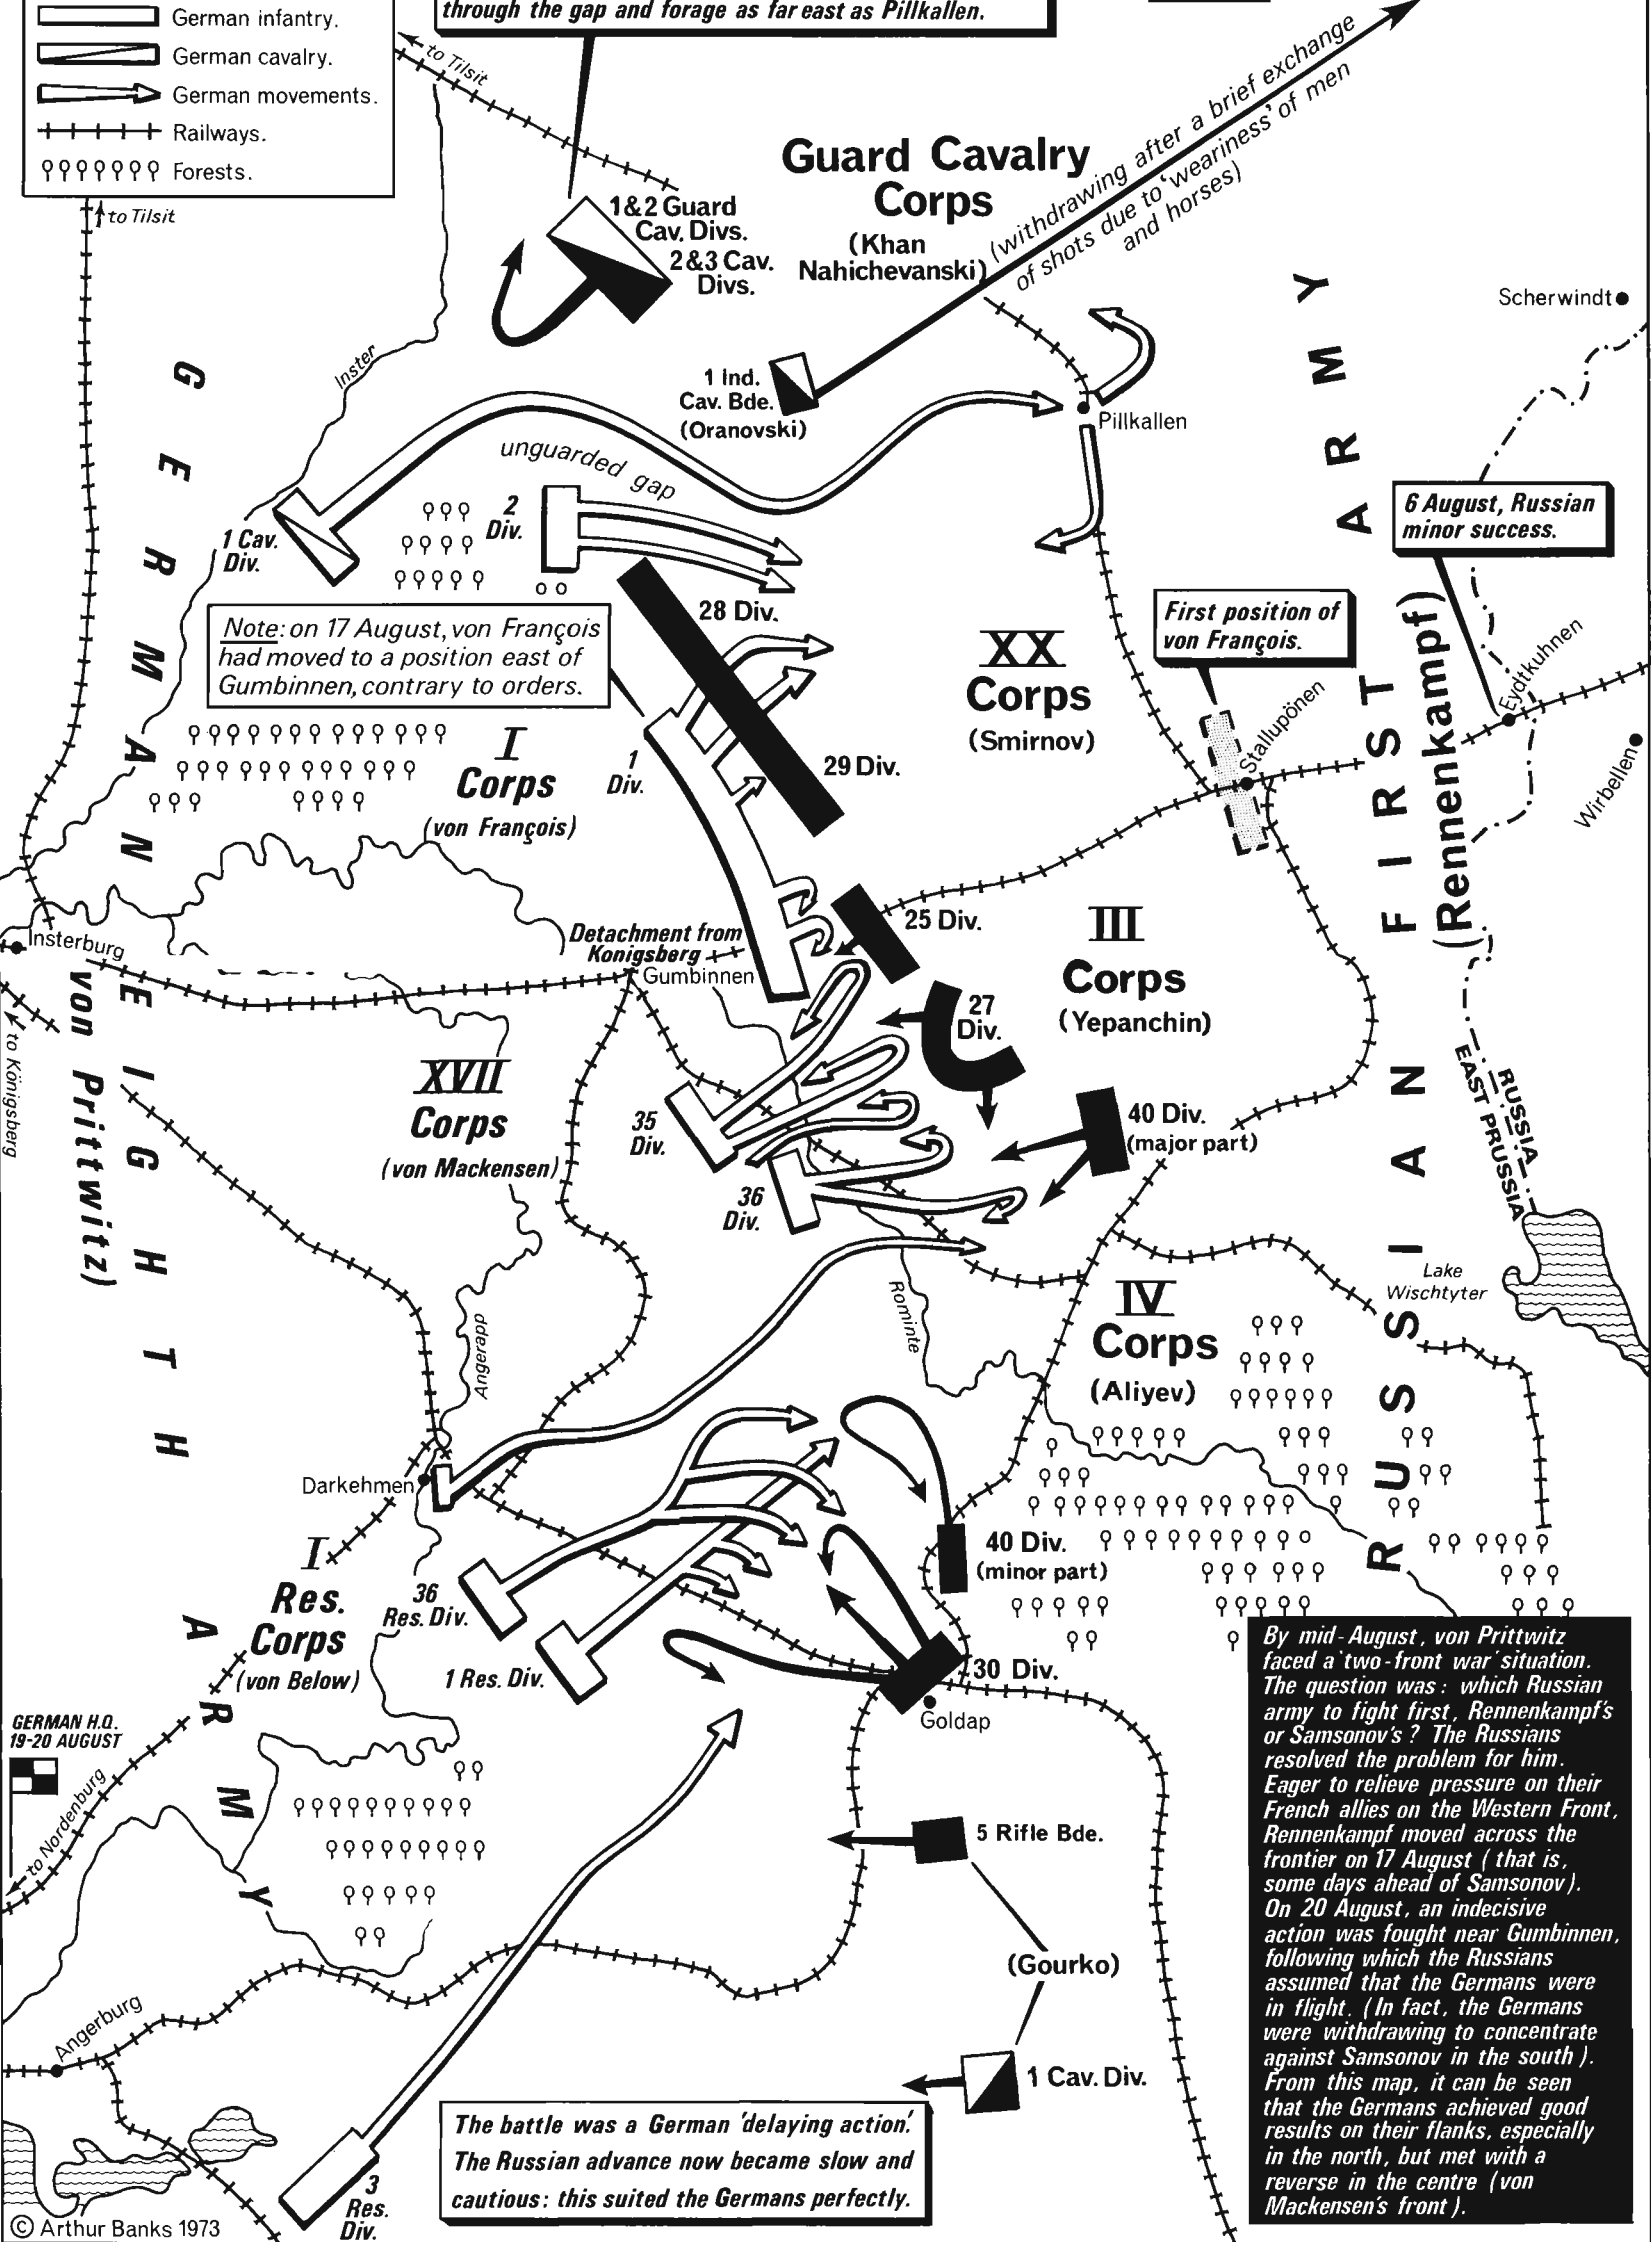 German infantry.
German cavalry.
German movements.
Railways.
Forests.
through the gap and forage as far east as Pillkallen.
to Tilsit
to Tilsit
Guard Cavalry
Corps
(Khan
Nahichevanski)
(withdrawing after a brief exchange
of shots due to 'weariness' of men
and horses)
1&2 Guard
Cav. Divs.
2&3 Cav.
Divs.
Scherwindt
Inster
1 Ind.
Cav. Bde.
(Oranovski)
Pillkallen
unguarded gap
2
Div.
1 Cav.
Div.
6 August, Russian
minor success.
28 Div.
Note: on 17 August, von François
had moved to a position east of
Gumbinnen, contrary to orders.
XX
Corps
(Smirnov)
First position of
von François.
Eydtkuhnen
Stallupönen
Wirbellen
I
Corps
(von François)
1
Div.
29 Div.
25 Div.
III
Corps
(Yepanchin)
Insterburg
Detachment from
Konigsberg
Gumbinnen
27
Div.
to Königsberg
XVII
Corps
(von Mackensen)
35
Div.
36
Div.
40 Div.
(major part)
RUSSIA
EAST PRUSSIA
Lake
Wischtyter
Rominte
Angerapp
IV
Corps
(Aliyev)
GERMAN EIGHTH ARMY
von Prittwitz)
RUSSIAN FIRST ARMY
(Rennenkampf)
Darkehmen
I
Res.
Corps
(von Below)
36
Res. Div.
1 Res. Div.
40 Div.
(minor part)
30 Div.
Goldap
GERMAN H.Q.
19-20 AUGUST
to Nordenburg
5 Rifle Bde.
(Gourko)
1 Cav. Div.
Angerburg
3
Res.
Div.
The battle was a German 'delaying action'.
The Russian advance now became slow and
cautious: this suited the Germans perfectly.
By mid-August, von Prittwitz
faced a 'two-front war' situation.
The question was: which Russian
army to fight first, Rennenkampf's
or Samsonov's? The Russians
resolved the problem for him.
Eager to relieve pressure on their
French allies on the Western Front,
Rennenkampf moved across the
frontier on 17 August (that is,
some days ahead of Samsonov).
On 20 August, an indecisive
action was fought near Gumbinnen,
following which the Russians
assumed that the Germans were
in flight. (In fact, the Germans
were withdrawing to concentrate
against Samsonov in the south).
From this map, it can be seen
that the Germans achieved good
results on their flanks, especially
in the north, but met with a
reverse in the centre (von
Mackensen's front).
© Arthur Banks 1973